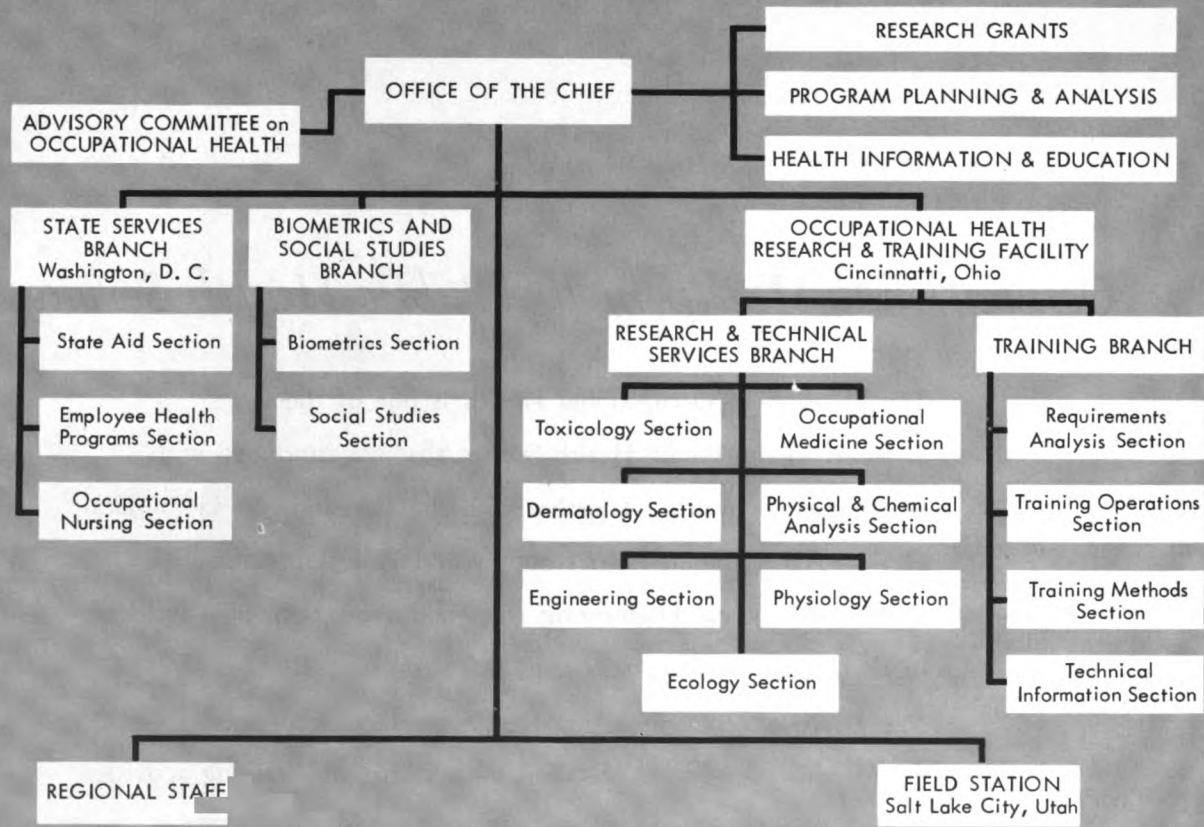 RESEARCH GRANTS
OFFICE OF THE CHIEF
PROGRAM PLANNING & ANALYSIS
ADVISORY COMMITTEE on
OCCUPATIONAL HEALTH
HEALTH INFORMATION & EDUCATION
STATE SERVICES
BRANCH
Washington, D. C.
BIOMETRICS AND
SOCIAL STUDIES
BRANCH
OCCUPATIONAL HEALTH
RESEARCH & TRAINING FACILITY
Cincinnatti, Ohio
State Aid Section
Employee Health
Programs Section
Occupational
Nursing Section
Biometrics Section
Social Studies
Section
RESEARCH & TECHNICAL
SERVICES BRANCH
Toxicology Section
Occupational
Medicine Section
Dermatology Section
Physical & Chemical
Analysis Section
Engineering Section
Physiology Section
Ecology Section
TRAINING BRANCH
Requirements
Analysis Section
Training Operations
Section
Training Methods
Section
Technical
Information Section
REGIONAL STAFF
FIELD STATION
Salt Lake City, Utah